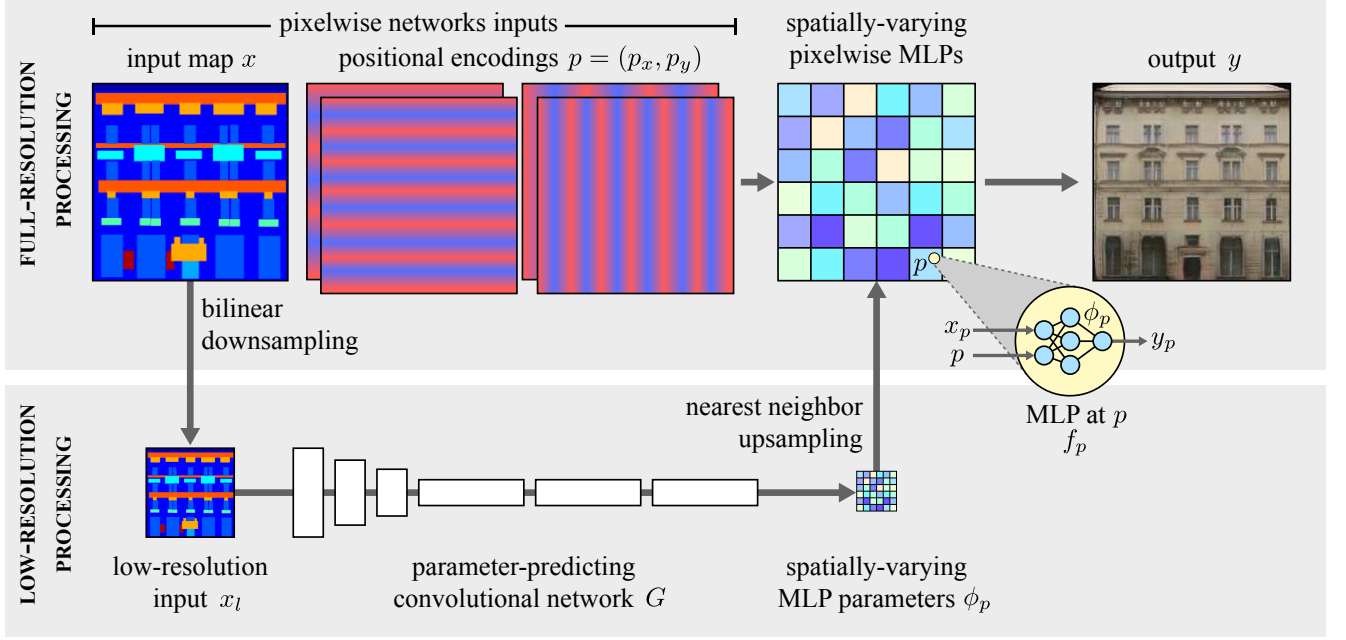 FULL-RESOLUTION
PROCESSING
pixelwise networks inputs
input map x
positional encodings p = (pₓ, p_y)
spatially-varying
pixelwise MLPs
output y
p
bilinear
downsampling
x_p
p
ϕ_p
y_p
MLP at p
f_p
LOW-RESOLUTION
PROCESSING
nearest neighbor
upsampling
low-resolution
input x_l
parameter-predicting
convolutional network G
spatially-varying
MLP parameters ϕ_p